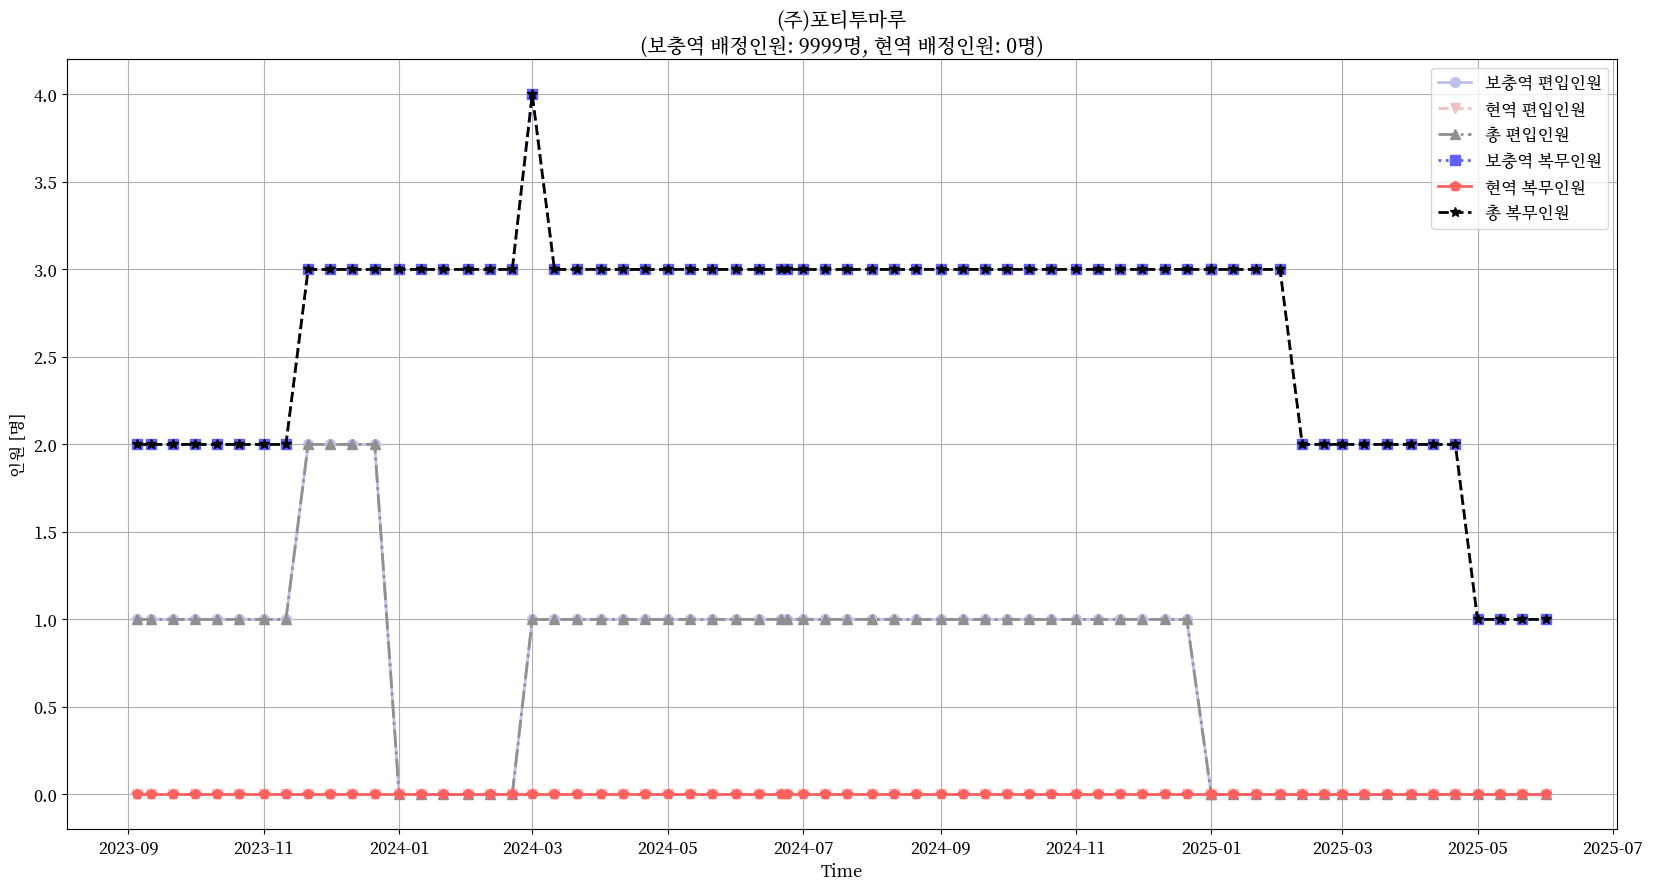 (주)포티투마루
(보충역 배정인원: 9999명, 현역 배정인원: 0명)
보충역 편입인원
현역 편입인원
총 편입인원
보충역 복무인원
현역 복무인원
총 복무인원
인원 [명]
4.0
3.5
3.0
2.5
2.0
1.5
1.0
0.5
0.0
2023-09
2023-11
2024-01
2024-03
2024-05
2024-07
2024-09
2024-11
2025-01
2025-03
2025-05
2025-07
Time